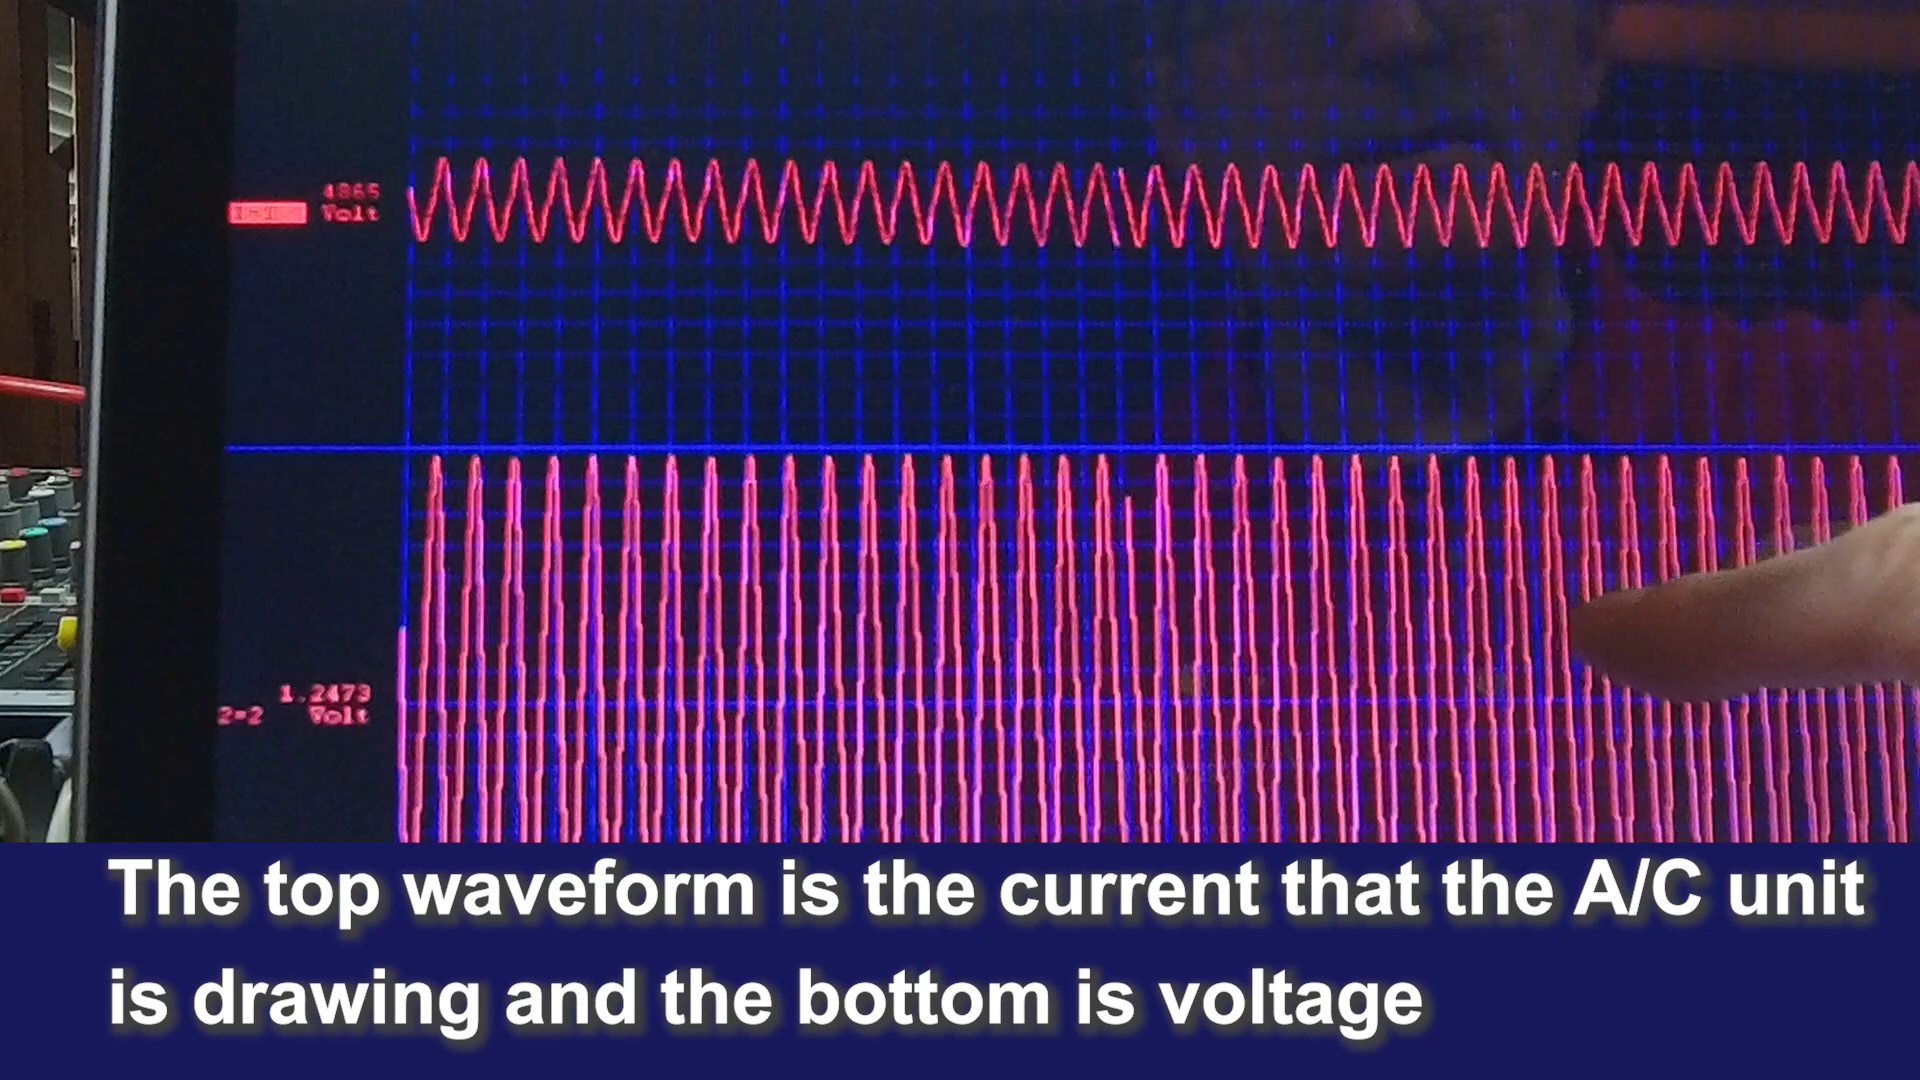 4865
Volt
1.2473
2=2 Volt
The top waveform is the current that the A/C unit
is drawing and the bottom is voltage